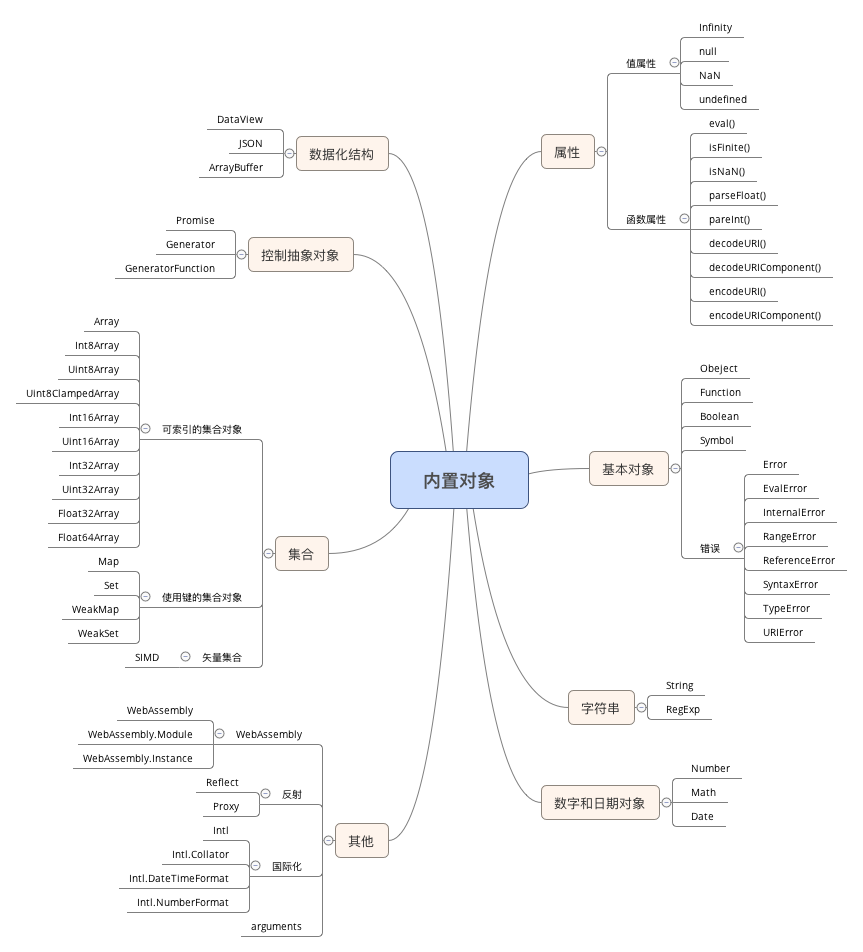 内置对象
属性
值属性
Infinity
null
NaN
undefined
函数属性
eval()
isFinite()
isNaN()
parseFloat()
pareInt()
decodeURI()
decodeURIComponent()
encodeURI()
encodeURIComponent()
基本对象
Obeject
Function
Boolean
Symbol
错误
Error
EvalError
InternalError
RangeError
ReferenceError
SyntaxError
TypeError
URIError
字符串
String
RegExp
数字和日期对象
Number
Math
Date
数据化结构
DataView
JSON
ArrayBuffer
控制抽象对象
Promise
Generator
GeneratorFunction
集合
可索引的集合对象
Array
Int8Array
Uint8Array
Uint8ClampedArray
Int16Array
Uint16Array
Int32Array
Uint32Array
Float32Array
Float64Array
使用键的集合对象
Map
Set
WeakMap
WeakSet
矢量集合
SIMD
其他
WebAssembly
WebAssembly
WebAssembly.Module
WebAssembly.Instance
反射
Reflect
Proxy
国际化
Intl
Intl.Collator
Intl.DateTimeFormat
Intl.NumberFormat
arguments